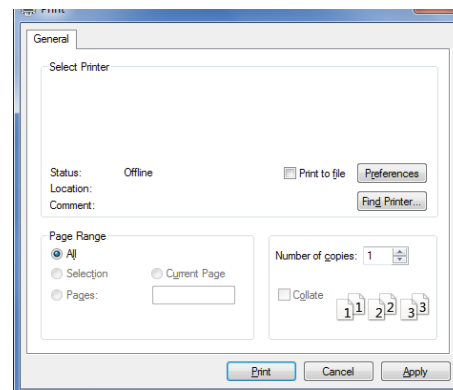 Print
General
Select Printer
Status: Offline
Print to file
Preferences
Location:
Comment:
Find Printer...
Page Range
All
Selection
Current Page
Pages:
Number of copies: 1
Collate
1 1 2 2 3 3
Print
Cancel
Apply